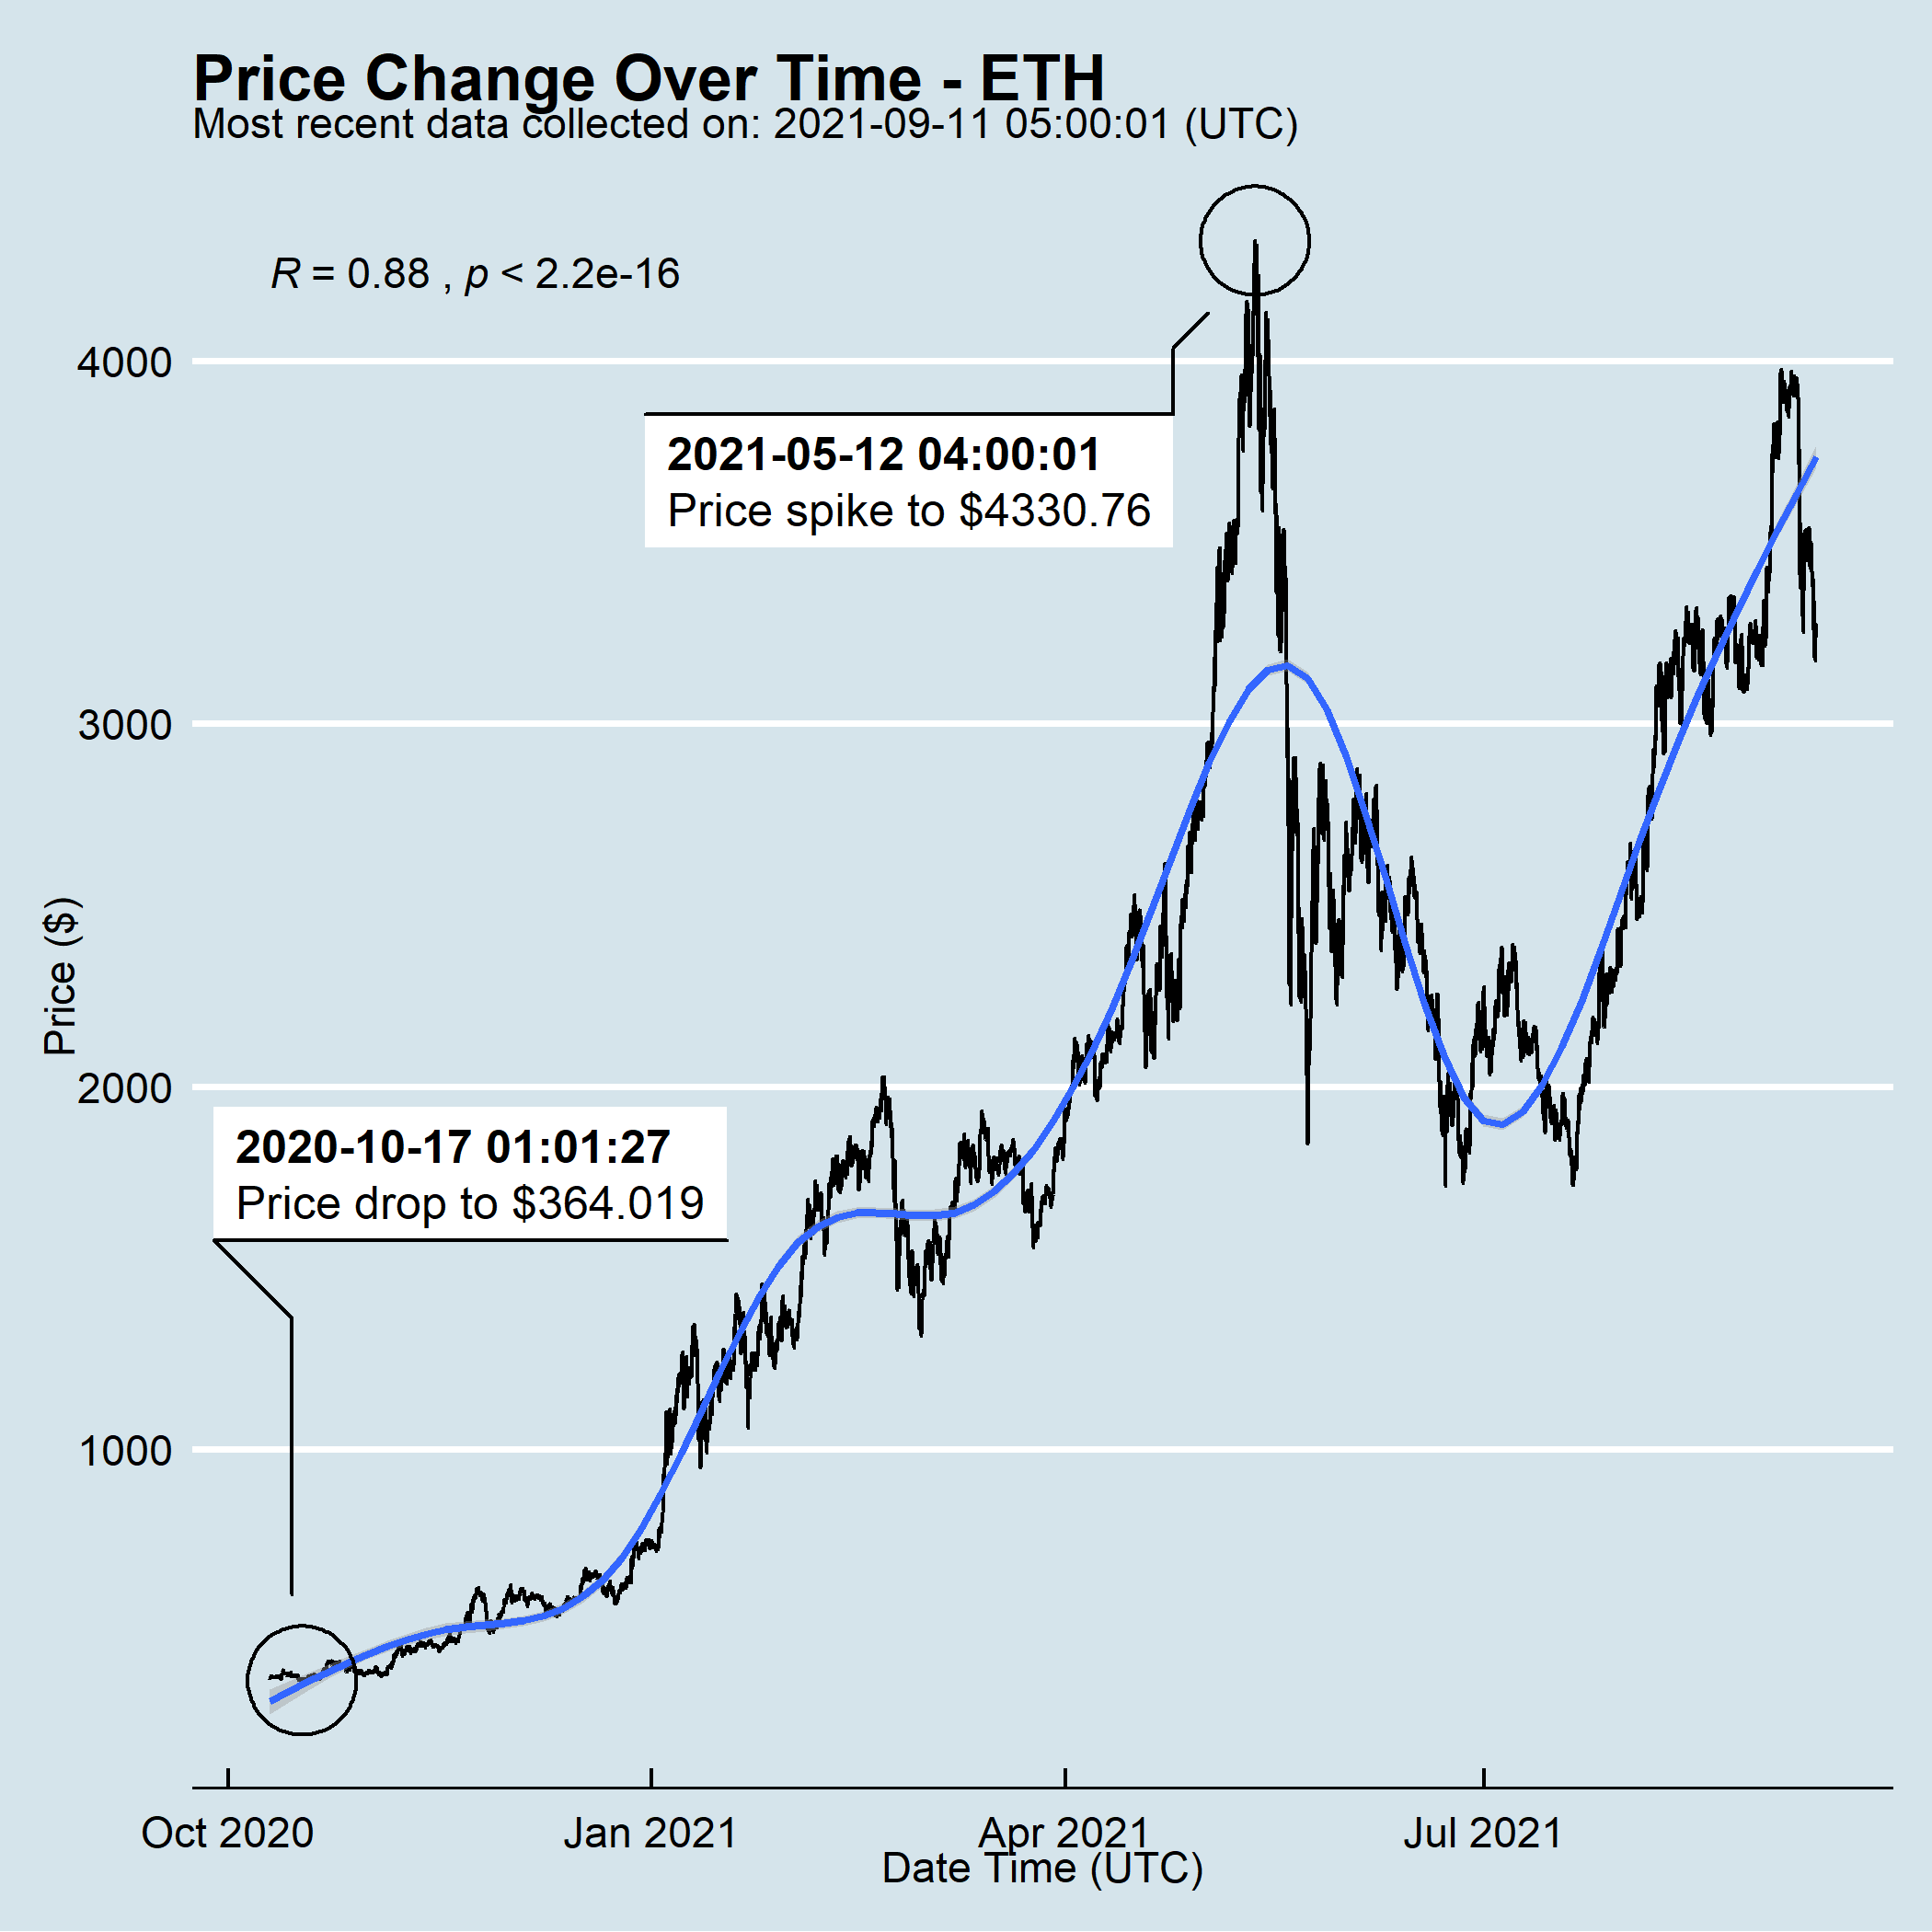 Price Change Over Time - ETH
Most recent data collected on: 2021-09-11 05:00:01 (UTC)
R = 0.88 , p < 2.2e-16
4000
2021-05-12 04:00:01
Price spike to $4330.76
3000
Price ($)
2000
2020-10-17 01:01:27
Price drop to $364.019
1000
Oct 2020
Jan 2021
Apr 2021
Jul 2021
Date Time (UTC)